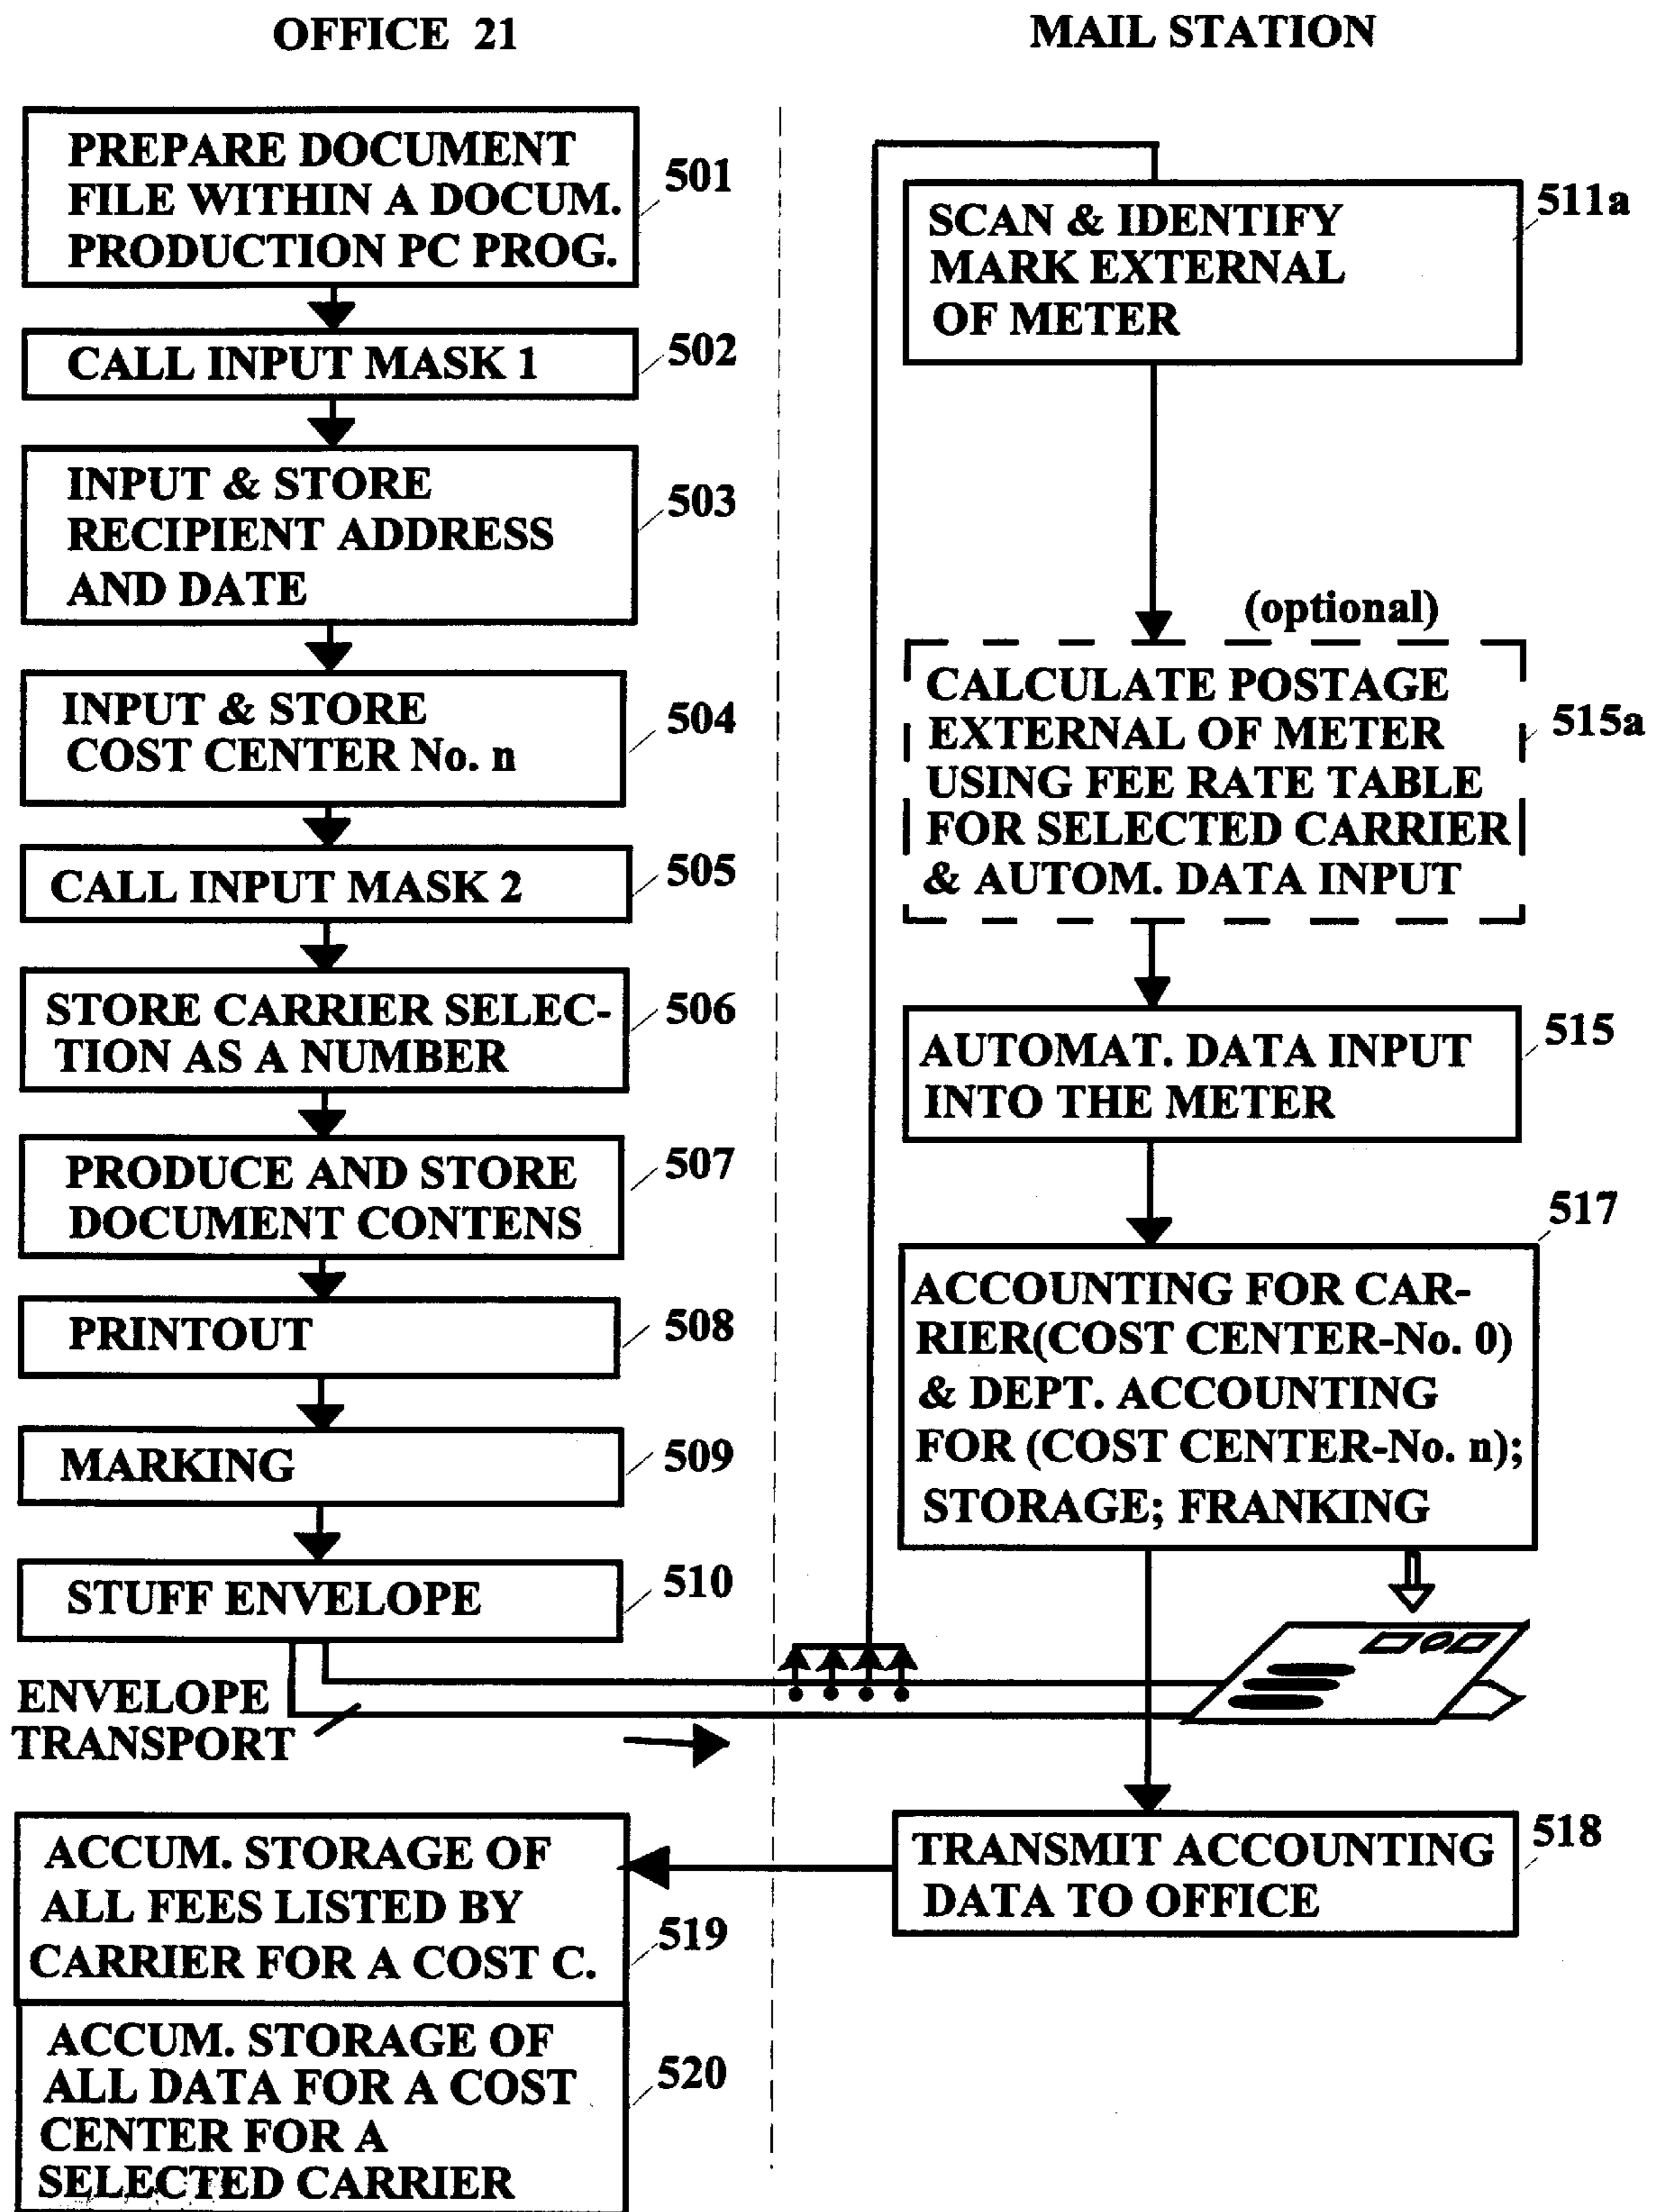 OFFICE 21
PREPARE DOCUMENT
FILE WITHIN A DOCUM.
PRODUCTION PC PROG.
501
CALL INPUT MASK 1
502
INPUT & STORE
RECIPIENT ADDRESS
AND DATE
503
INPUT & STORE
COST CENTER No. n
504
CALL INPUT MASK 2
505
STORE CARRIER SELEC-
TION AS A NUMBER
506
PRODUCE AND STORE
DOCUMENT CONTENS
507
PRINTOUT
508
MARKING
509
STUFF ENVELOPE
510
ENVELOPE
TRANSPORT
ACCUM. STORAGE OF
ALL FEES LISTED BY
CARRIER FOR A COST C.
519
ACCUM. STORAGE OF
ALL DATA FOR A COST
CENTER FOR A
SELECTED CARRIER
520
MAIL STATION
SCAN & IDENTIFY
MARK EXTERNAL
OF METER
511a
(optional)
CALCULATE POSTAGE
EXTERNAL OF METER
USING FEE RATE TABLE
FOR SELECTED CARRIER
& AUTOM. DATA INPUT
515a
AUTOMAT. DATA INPUT
INTO THE METER
515
ACCOUNTING FOR CAR-
RIER(COST CENTER-No. 0)
& DEPT. ACCOUNTING
FOR (COST CENTER-No. n);
STORAGE; FRANKING
517
TRANSMIT ACCOUNTING
DATA TO OFFICE
518